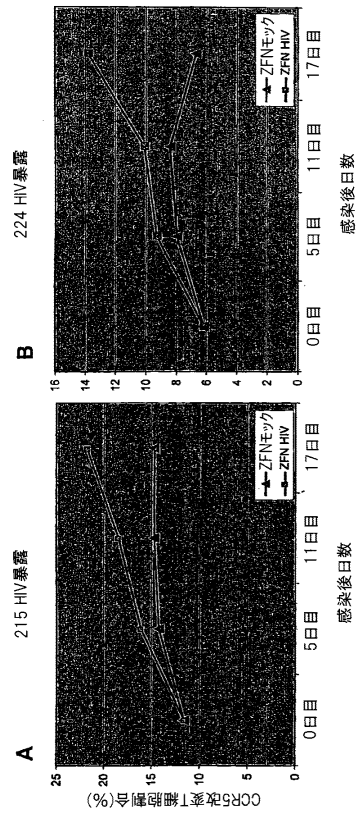 A
215 HIV暴露
25
20
15
10
5
0
CCR5改変T細胞割合(%)
0日目
5日目
11日目
17日目
感染後日数
ZFNモック
ZFN HIV
B
224 HIV暴露
16
14
12
10
8
6
4
2
0
0日目
5日目
11日目
17日目
感染後日数
ZFNモック
ZFN HIV